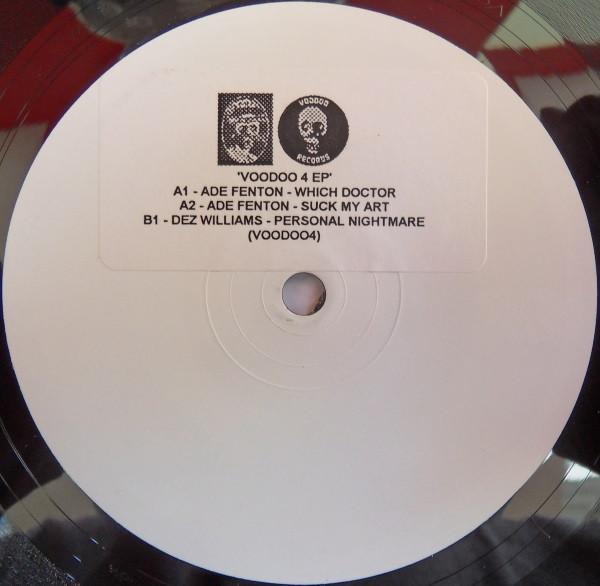 VOODOO
RECORDS
'VOODOO 4 EP'
A1 - ADE FENTON - WHICH DOCTOR
A2 - ADE FENTON - SUCK MY ART
B1 - DEZ WILLIAMS - PERSONAL NIGHTMARE
(VOODOO4)